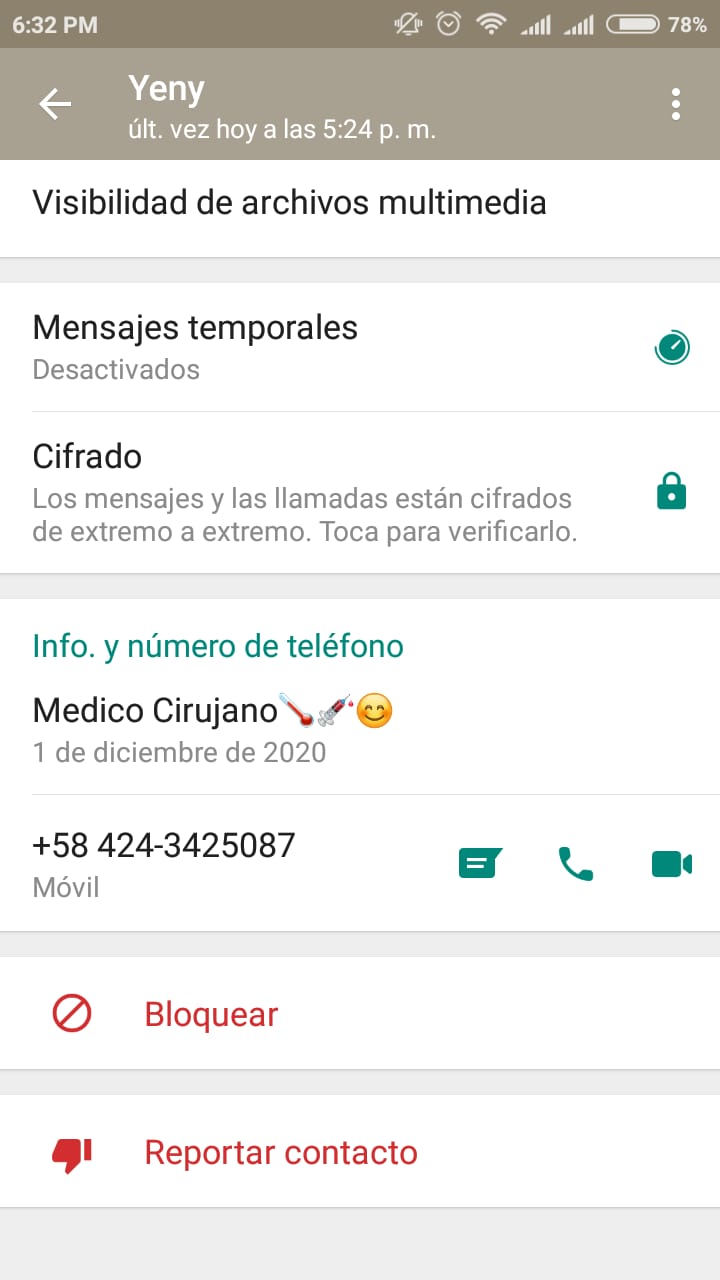 6:32 PM
78%
Yeny
últ. vez hoy a las 5:24 p. m.
Visibilidad de archivos multimedia
Mensajes temporales
Desactivados
Cifrado
Los mensajes y las llamadas están cifrados
de extremo a extremo. Toca para verificarlo.
Info. y número de teléfono
Medico Cirujano🌡️💉😊
1 de diciembre de 2020
+58 424-3425087
Móvil
Bloquear
Reportar contacto